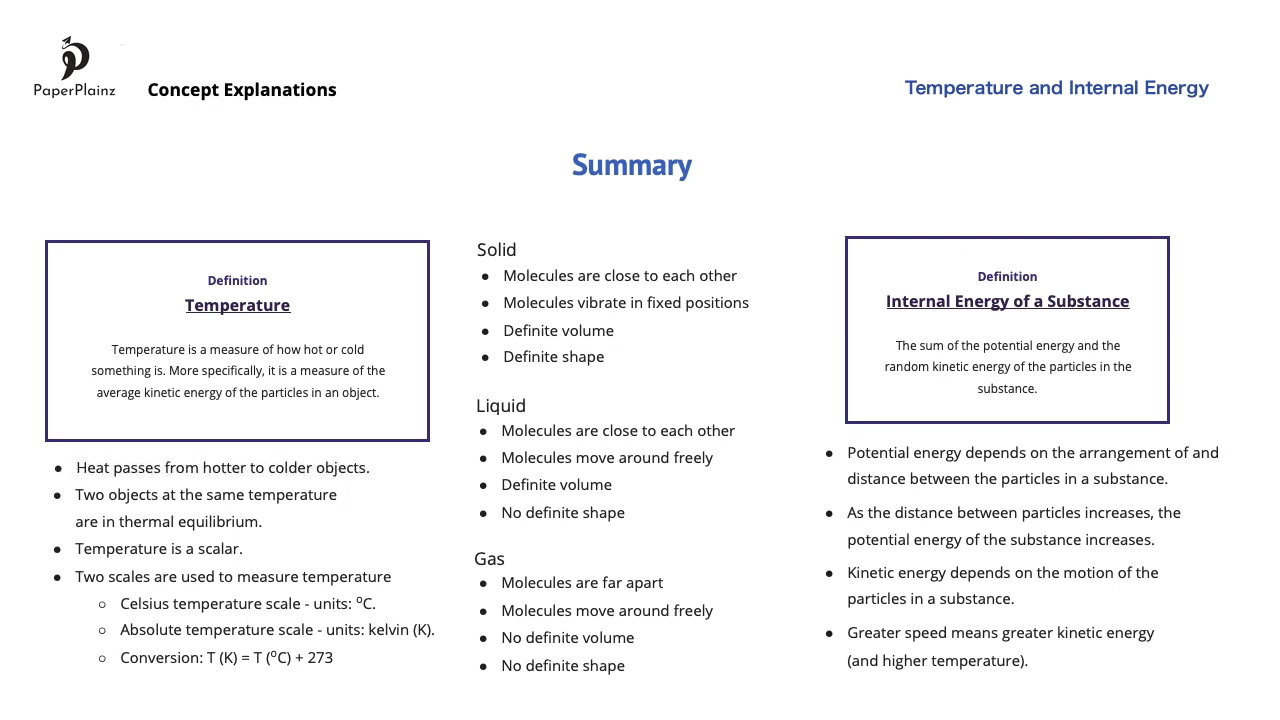 PaperPlainz
Concept Explanations
Temperature and Internal Energy
Summary
Definition
Temperature
Temperature is a measure of how hot or cold
something is. More specifically, it is a measure of the
average kinetic energy of the particles in an object.
● Heat passes from hotter to colder objects.
● Two objects at the same temperature
are in thermal equilibrium.
● Temperature is a scalar.
● Two scales are used to measure temperature
○ Celsius temperature scale - units: ⁰C.
○ Absolute temperature scale - units: kelvin (K).
○ Conversion: T (K) = T (⁰C) + 273
Solid
● Molecules are close to each other
● Molecules vibrate in fixed positions
● Definite volume
● Definite shape
Liquid
● Molecules are close to each other
● Molecules move around freely
● Definite volume
● No definite shape
Gas
● Molecules are far apart
● Molecules move around freely
● No definite volume
● No definite shape
Definition
Internal Energy of a Substance
The sum of the potential energy and the
random kinetic energy of the particles in the
substance.
● Potential energy depends on the arrangement of and
distance between the particles in a substance.
● As the distance between particles increases, the
potential energy of the substance increases.
● Kinetic energy depends on the motion of the
particles in a substance.
● Greater speed means greater kinetic energy
(and higher temperature).